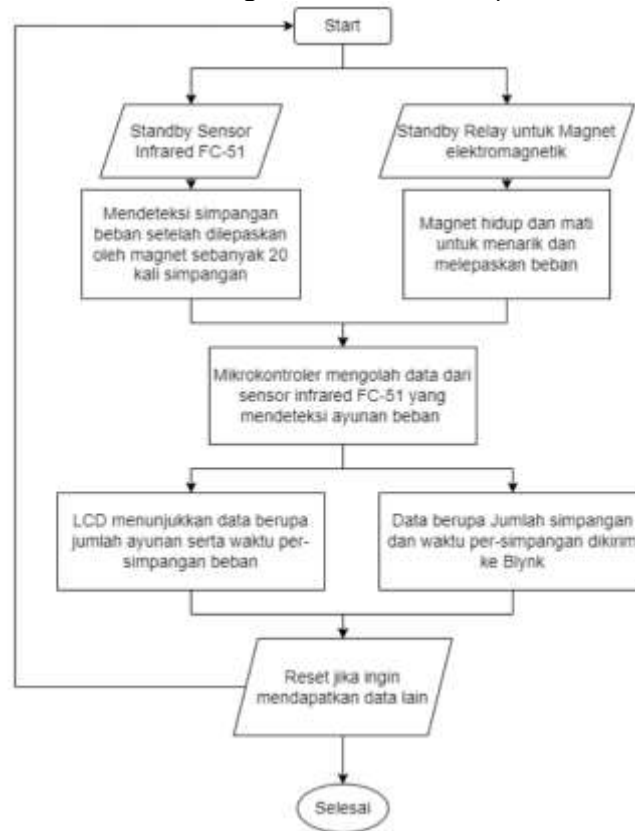 Start
Standby Sensor
Infrared FC-51
Standby Relay untuk Magnet
elektromagnetik
Mendeteksi simpangan
beban setelah dilepaskan
oleh magnet sebanyak 20
kali simpangan
Magnet hidup dan mati
untuk menarik dan
melepaskan beban
Mikrokontroler mengolah data dari
sensor infrared FC-51 yang
mendeteksi ayunan beban
LCD menunjukkan data berupa
jumlah ayunan serta waktu per-
simpangan beban
Data berupa Jumlah simpangan
dan waktu per-simpangan dikirim
ke Blynk
Reset jika ingin
mendapatkan data lain
Selesai